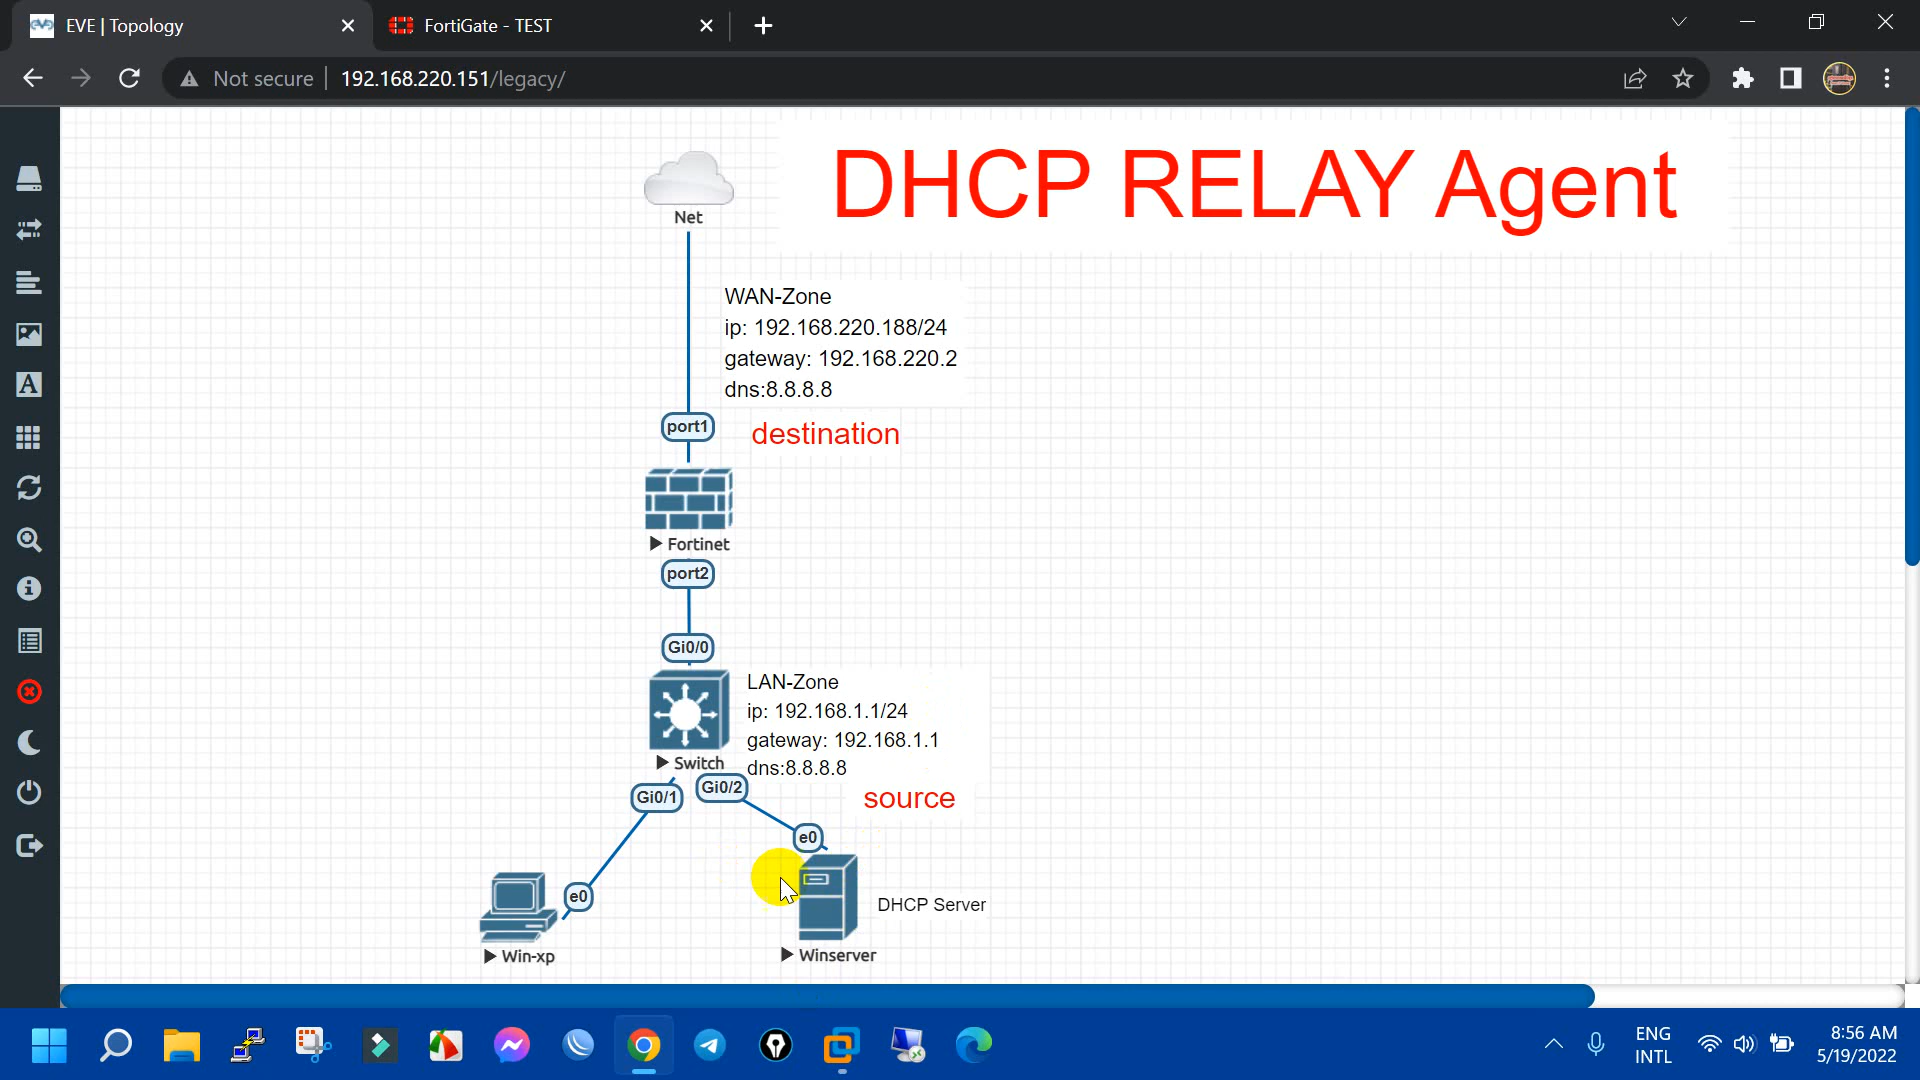 EVE | Topology
FortiGate - TEST
Not secure
192.168.220.151/legacy/
DHCP RELAY Agent
Net
WAN-Zone
ip: 192.168.220.188/24
gateway: 192.168.220.2
dns:8.8.8.8
port1
destination
Fortinet
port2
Gi0/0
LAN-Zone
ip: 192.168.1.1/24
gateway: 192.168.1.1
dns:8.8.8.8
Switch
Gi0/1
Gi0/2
source
e0
e0
DHCP Server
Win-xp
Winserver
ENG
INTL
8:56 AM
5/19/2022